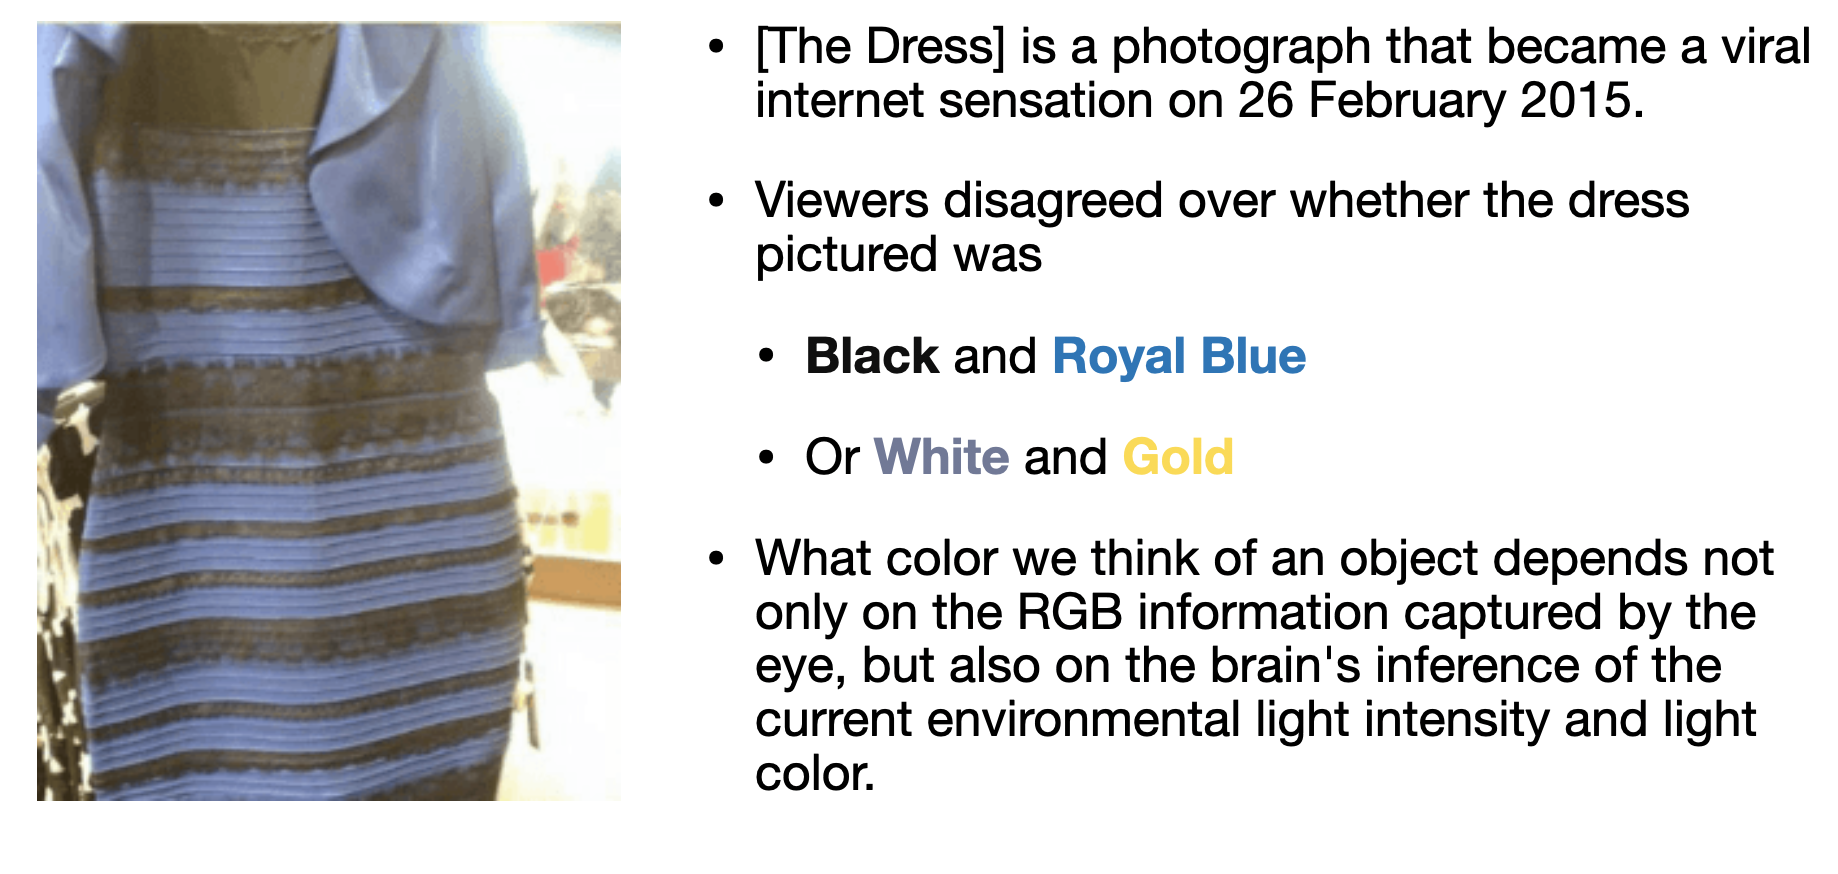 • [The Dress] is a photograph that became a viral
internet sensation on 26 February 2015.
• Viewers disagreed over whether the dress
pictured was
• Black and Royal Blue
• Or White and Gold
• What color we think of an object depends not
only on the RGB information captured by the
eye, but also on the brain's inference of the
current environmental light intensity and light
color.